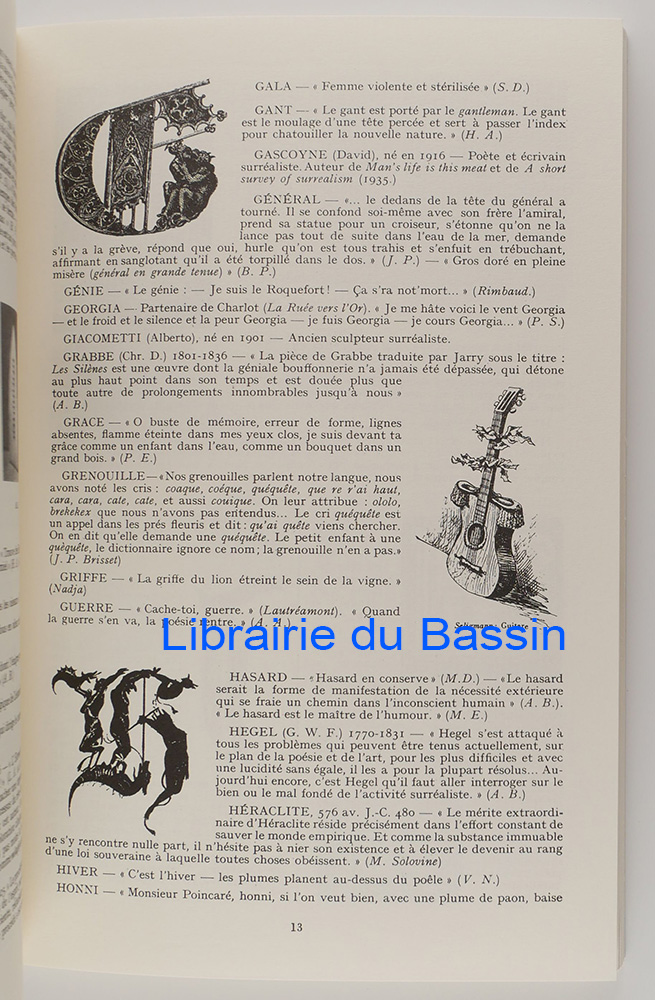 GALA — « Femme violente et stérilisée » (S. D.)
GANT — « Le gant est porté par le gantleman. Le gant
est le moulage d'une tête percée et sert à passer l'index
pour chatouiller la nouvelle nature. » (H. A.)
GASCOYNE (David), né en 1916 — Poète et écrivain
surréaliste. Auteur de Man's life is this meat et de A short
survey of surrealism (1935.)
GÉNÉRAL — «... le dedans de la tête du général a
tourné. Il se confond soi-même avec son frère l'amiral,
prend sa statue pour un croiseur, s'étonne qu'on ne la
lance pas tout de suite dans l'eau de la mer, demande
s'il y a la grève, répond que oui, hurle qu'on est tous trahis et s'enfuit en trébuchant,
affirmant en sanglotant qu'il a été torpillé dans le dos. » (J. P.) — « Gros doré en pleine
misère (général en grande tenue) » (B. P.)
GÉNIE — « Le génie : — Je suis le Roquefort ! — Ça s'ra not'mort... » (Rimbaud.)
GEORGIA — Partenaire de Charlot (La Ruée vers l'Or). « Je me hâte voici le vent Georgia
— et le froid et le silence et la peur Georgia — je fuis Georgia — je cours Georgia... » (P. S.)
GIACOMETTI (Alberto), né en 1901 — Ancien sculpteur surréaliste.
GRABBE (Chr. D.) 1801-1836 — « La pièce de Grabbe traduite par Jarry sous le titre :
Les Silènes est une œuvre dont la géniale bouffonnerie n'a jamais été dépassée, qui détone
au plus haut point dans son temps et est douée plus que
toute autre de prolongements innombrables jusqu'à nous »
(A. B.)
GRACE — « O buste de mémoire, erreur de forme, lignes
absentes, flamme éteinte dans mes yeux clos, je suis devant ta
grâce comme un enfant dans l'eau, comme un bouquet dans un
grand bois. » (P. E.)
GRENOUILLE — «Nos grenouilles parlent notre langue, nous
avons noté les cris : coaque, coéque, quéquête, que re r'ai haut,
cara, cara, cate, cate, et aussi couique. On leur attribue : ololo,
brekekex que nous n'avons pas entendus... Le cri quéquête est
un appel dans les prés fleuris et dit : qu'ai quête viens chercher.
On en dit qu'elle demande une quéquête. Le petit enfant à une
quèquête, le dictionnaire ignore ce nom; la grenouille n'en a pas.»
(J. P. Brisset)
GRIFFE — « La griffe du lion étreint le sein de la vigne. »
(Nadja)
GUERRE — « Cache-toi, guerre. » (Lautréamont). « Quand
la guerre s'en va, la poésie rentre. » (A. A.)
Seligmann : Guitare
Librairie du Bassin
HASARD — « Hasard en conserve » (M.D.) — «Le hasard
serait la forme de manifestation de la nécessité extérieure
qui se fraie un chemin dans l'inconscient humain » (A. B.).
« Le hasard est le maître de l'humour. » (M. E.)
HEGEL (G. W. F.) 1770-1831 — « Hegel s'est attaqué à
tous les problèmes qui peuvent être tenus actuellement, sur
le plan de la poésie et de l'art, pour les plus difficiles et avec
une lucidité sans égale, il les a pour la plupart résolus... Au-
jourd'hui encore, c'est Hegel qu'il faut aller interroger sur le
bien ou le mal fondé de l'activité surréaliste. » (A. B.)
HÉRACLITE, 576 av. J.-C. 480 — « Le mérite extraordi-
naire d'Héraclite réside précisément dans l'effort constant de
sauver le monde empirique. Et comme la substance immuable
ne s'y rencontre nulle part, il n'hésite pas à nier son existence et à élever le devenir au rang
d'une loi souveraine à laquelle toutes choses obéissent. » (M. Solovine)
HIVER — « C'est l'hiver — les plumes planent au-dessus du poêle » (V. N.)
HONNI — « Monsieur Poincaré, honni, si l'on veut bien, avec une plume de paon, baise
13